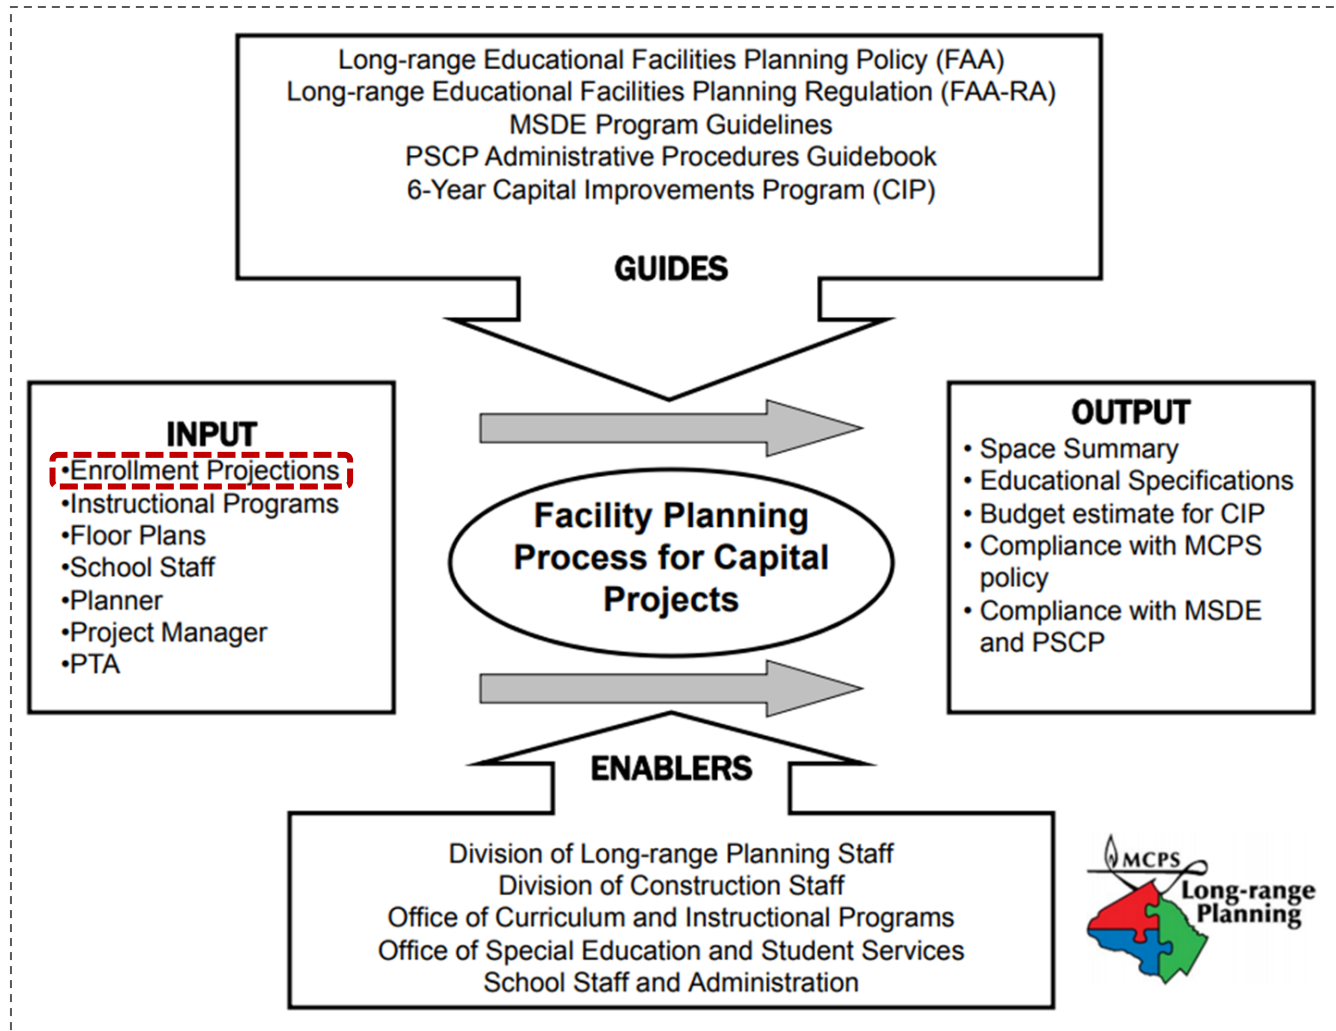 Long-range Educational Facilities Planning Policy (FAA)
Long-range Educational Facilities Planning Regulation (FAA-RA)
MSDE Program Guidelines
PSCP Administrative Procedures Guidebook
6-Year Capital Improvements Program (CIP)
GUIDES
INPUT
•Enrollment Projections
•Instructional Programs
•Floor Plans
•School Staff
•Planner
•Project Manager
•PTA
Facility Planning
Process for Capital
Projects
OUTPUT
• Space Summary
• Educational Specifications
• Budget estimate for CIP
• Compliance with MCPS
policy
• Compliance with MSDE
and PSCP
ENABLERS
Division of Long-range Planning Staff
Division of Construction Staff
Office of Curriculum and Instructional Programs
Office of Special Education and Student Services
School Staff and Administration
MCPS
Long-range
Planning